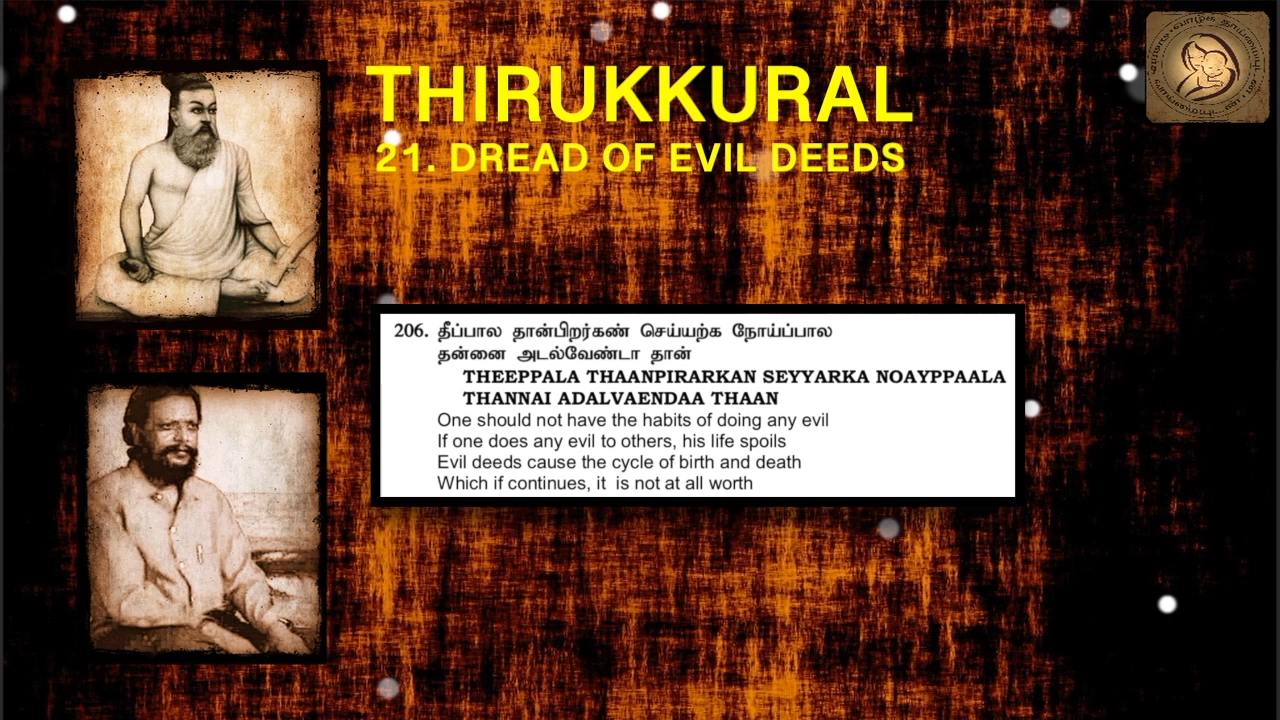 THIRUKKURAL
21. DREAD OF EVIL DEEDS
206. தீப்பால தான்பிறர்கண் செய்யற்க நோய்ப்பால
தன்னை அடல்வேண்டா தான்
THEEPPALA THAANPIRARKAN SEYYARKA NOAYPPAALA
THANNAI ADALVAENDAA THAAN
One should not have the habits of doing any evil
If one does any evil to others, his life spoils
Evil deeds cause the cycle of birth and death
Which if continues, it is not at all worth